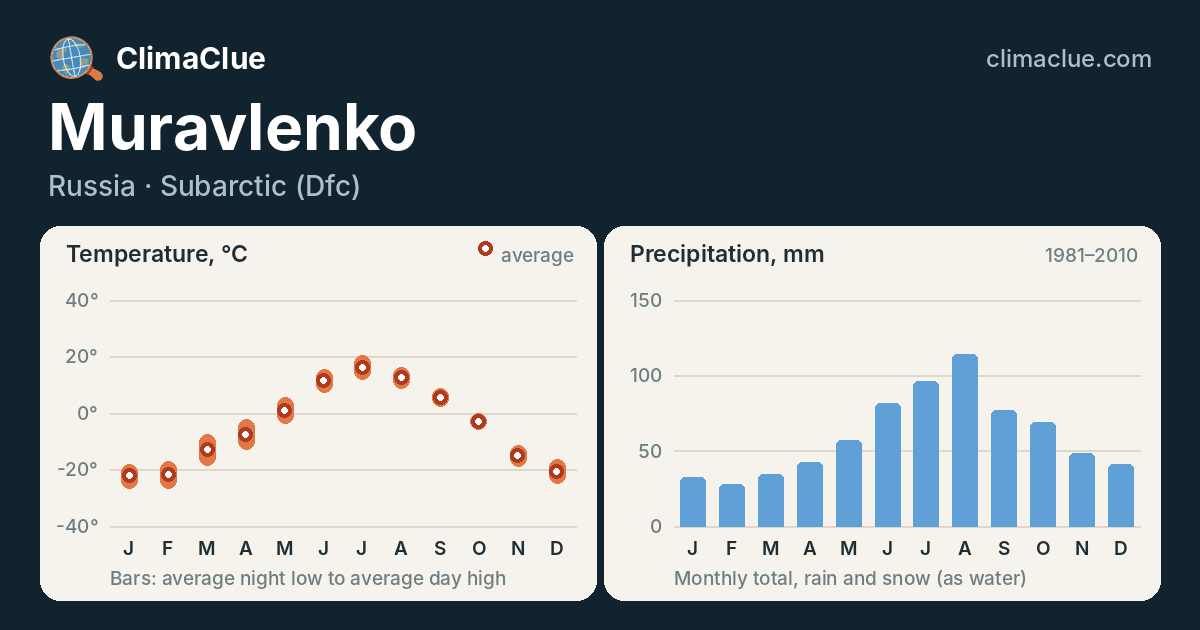 ClimaClue
climaclue.com
Muravlenko
Russia · Subarctic (Dfc)
Temperature, °C
average
40°
20°
0°
-20°
-40°
J F M A M J J A S O N D
Bars: average night low to average day high
Precipitation, mm
1981–2010
150
100
50
0
J F M A M J J A S O N D
Monthly total, rain and snow (as water)